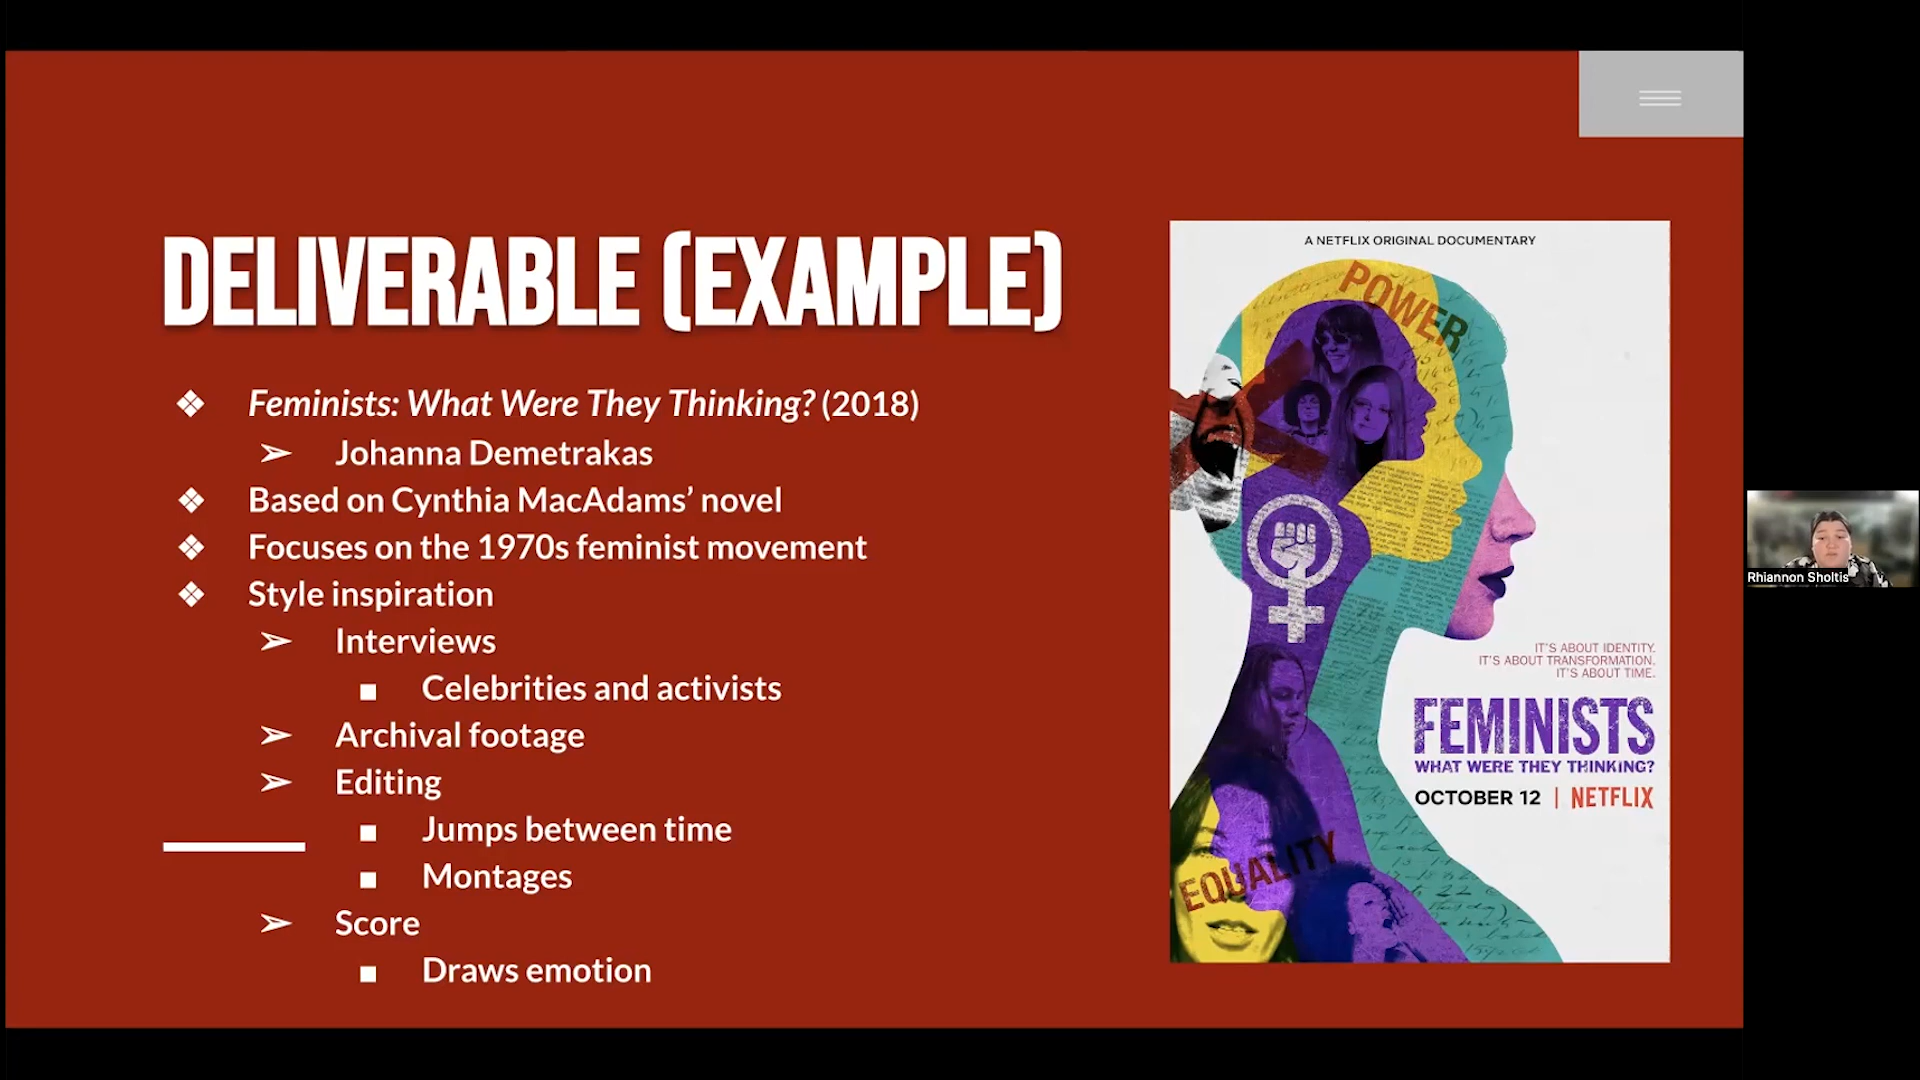 DELIVERABLE (EXAMPLE)
❖ Feminists: What Were They Thinking? (2018)
➢ Johanna Demetrakas
❖ Based on Cynthia MacAdams’ novel
❖ Focuses on the 1970s feminist movement
❖ Style inspiration
➢ Interviews
■ Celebrities and activists
➢ Archival footage
➢ Editing
■ Jumps between time
■ Montages
➢ Score
■ Draws emotion
A NETFLIX ORIGINAL DOCUMENTARY
POWER
IT'S ABOUT IDENTITY.
IT'S ABOUT TRANSFORMATION.
IT'S ABOUT TIME.
FEMINISTS
WHAT WERE THEY THINKING?
OCTOBER 12 | NETFLIX
EQUALITY
Rhiannon Sholtis